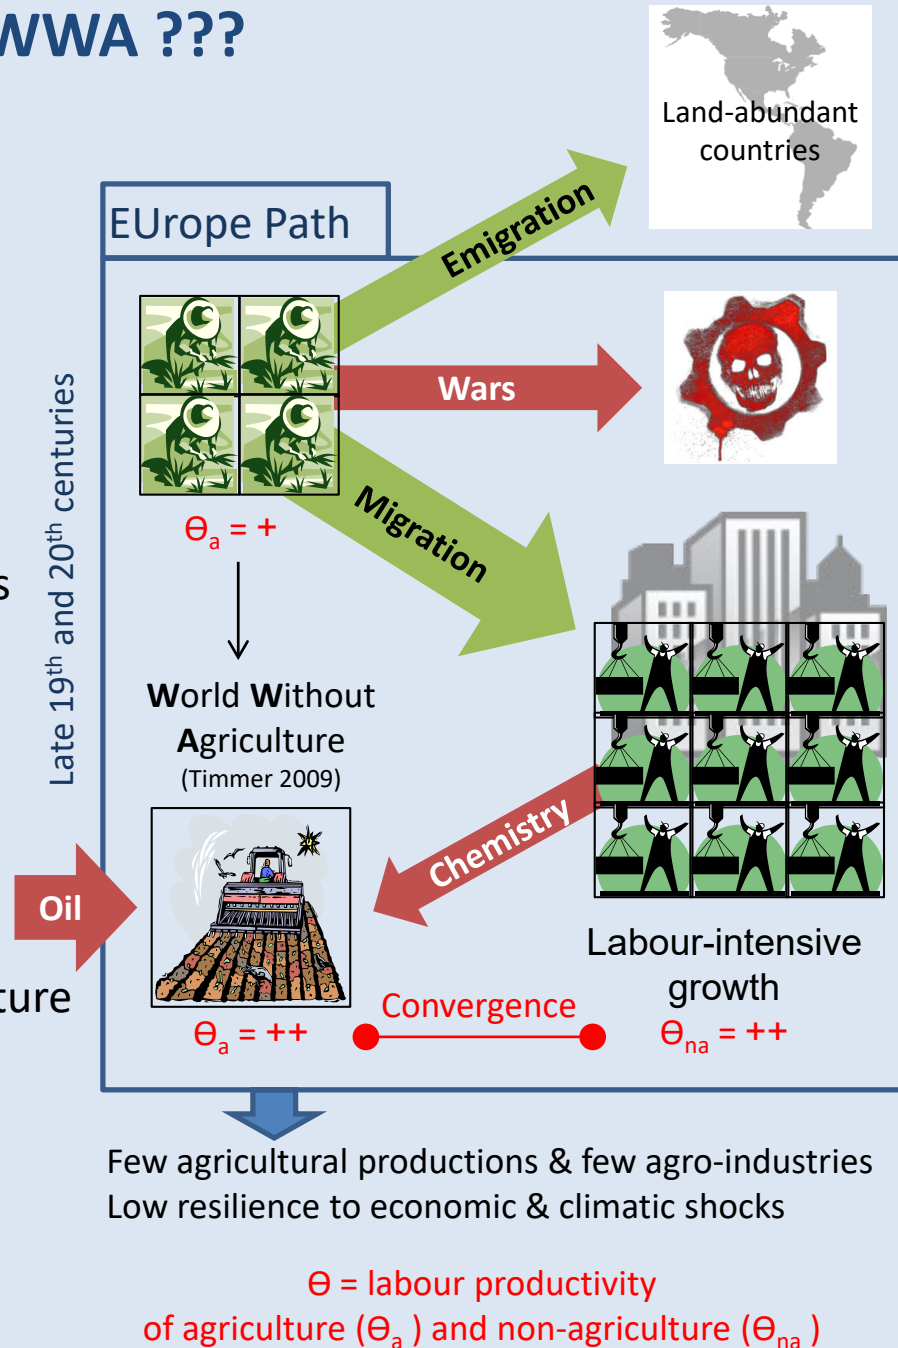 WWA ???
Land-abundant
countries
EUrope Path
Emigration
Wars
Migration
Late 19th and 20th centuries
ϴa = +
s
World Without
Agriculture
(Timmer 2009)
Chemistry
Oil
Labour-intensive
growth
ture
Convergence
ϴa = ++
ϴna = ++
Few agricultural productions & few agro-industries
Low resilience to economic & climatic shocks
ϴ = labour productivity
of agriculture (ϴa ) and non-agriculture (ϴna )